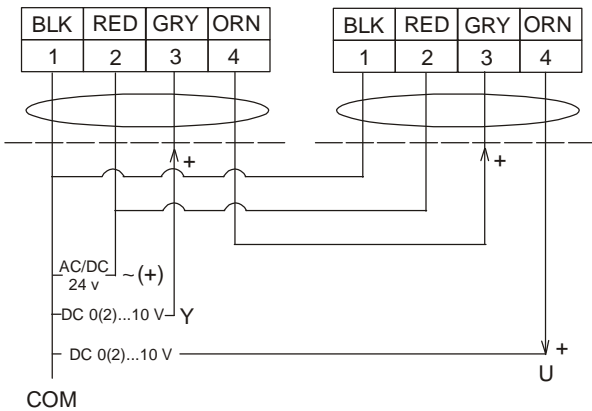 BLK RED GRY ORN
1 2 3 4
BLK RED GRY ORN
1 2 3 4
+
+
AC/DC
24 v
~(+)
DC 0(2)...10 V
Y
DC 0(2)...10 V
+
U
COM